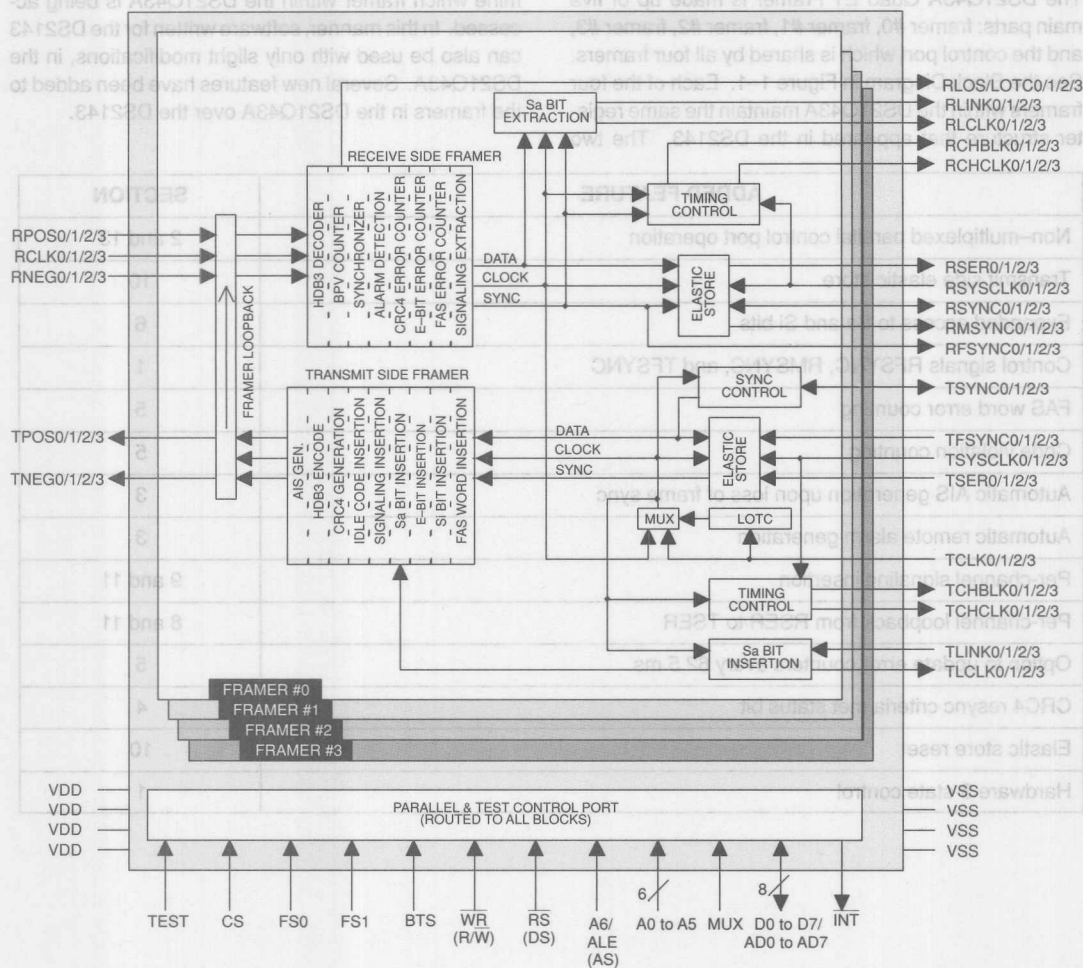 RLOS/LOTC0/1/2/3
RLINK0/1/2/3
RLCLK0/1/2/3
RCHBLK0/1/2/3
RCHCLK0/1/2/3
Sa BIT
EXTRACTION
RECEIVE SIDE FRAMER
HDB3 DECODER
BPV COUNTER
SYNCHRONIZER
ALARM DETECTION
CRC4 ERROR COUNTER
E–BIT ERROR COUNTER
FAS ERROR COUNTER
SIGNALING EXTRACTION
TIMING
CONTROL
RPOS0/1/2/3
RCLK0/1/2/3
RNEG0/1/2/3
DATA
CLOCK
SYNC
ELASTIC
STORE
RSER0/1/2/3
RSYSCLK0/1/2/3
RSYNC0/1/2/3
RMSYNC0/1/2/3
RFSYNC0/1/2/3
FRAMER LOOPBACK
TRANSMIT SIDE FRAMER
AIS GEN.
HDB3 ENCODE
CRC4 GENERATION
IDLE CODE INSERTION
SIGNALING INSERTION
Sa BIT INSERTION
E–BIT INSERTION
SI BIT INSERTION
FAS WORD INSERTION
SYNC
CONTROL
TSYNC0/1/2/3
TPOS0/1/2/3
TNEG0/1/2/3
DATA
CLOCK
SYNC
ELASTIC
STORE
TFSYNC0/1/2/3
TSYSCLK0/1/2/3
TSER0/1/2/3
MUX
LOTC
TCLK0/1/2/3
TIMING
CONTROL
TCHBLK0/1/2/3
TCHCLK0/1/2/3
Sa BIT
INSERTION
TLINK0/1/2/3
TLCLK0/1/2/3
FRAMER #0
FRAMER #1
FRAMER #2
FRAMER #3
VDD
VDD
VDD
VDD
PARALLEL & TEST CONTROL PORT
(ROUTED TO ALL BLOCKS)
VSS
VSS
VSS
VSS
6
8
TEST
CS
FS0
FS1
BTS
WR
(R/W)
RS
(DS)
A6/
ALE
(AS)
A0 to A5
MUX
D0 to D7/
AD0 to AD7
INT